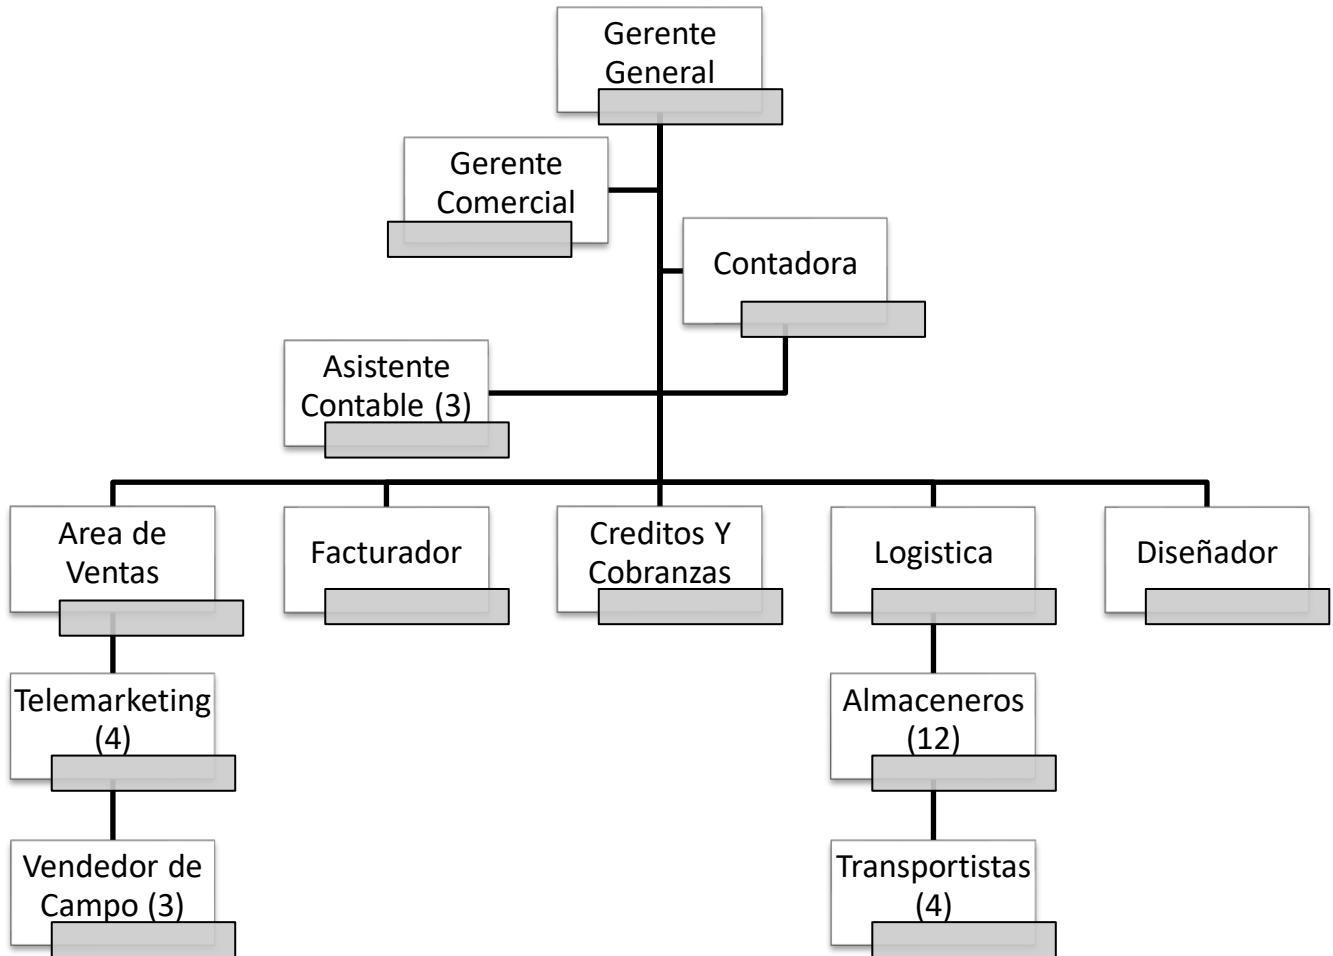 Gerente
General
Gerente
Comercial
Contadora
Asistente
Contable (3)
Area de
Ventas
Facturador
Creditos Y
Cobranzas
Logistica
Diseñador
Telemarketing
(4)
Almaceneros
(12)
Vendedor de
Campo (3)
Transportistas
(4)